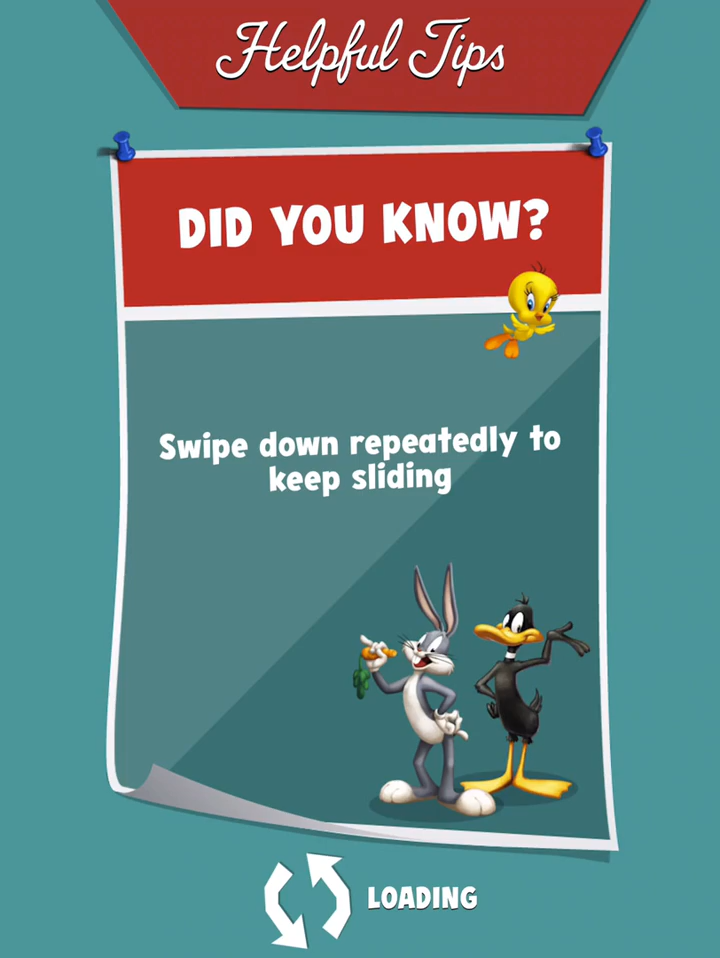 Helpful Tips
DID YOU KNOW?
Swipe down repeatedly to
keep sliding
LOADING